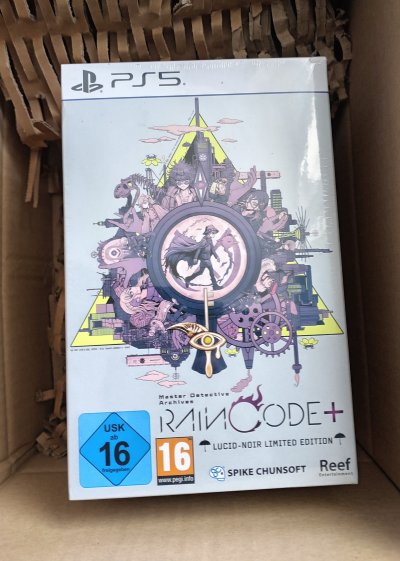 PS5
Master Detective
Archives
RAINCODE+
LUCID-NOIR LIMITED EDITION
USK
ab
16
freigegeben
16
www.pegi.info
SPIKE CHUNSOFT
Reef
Entertainment